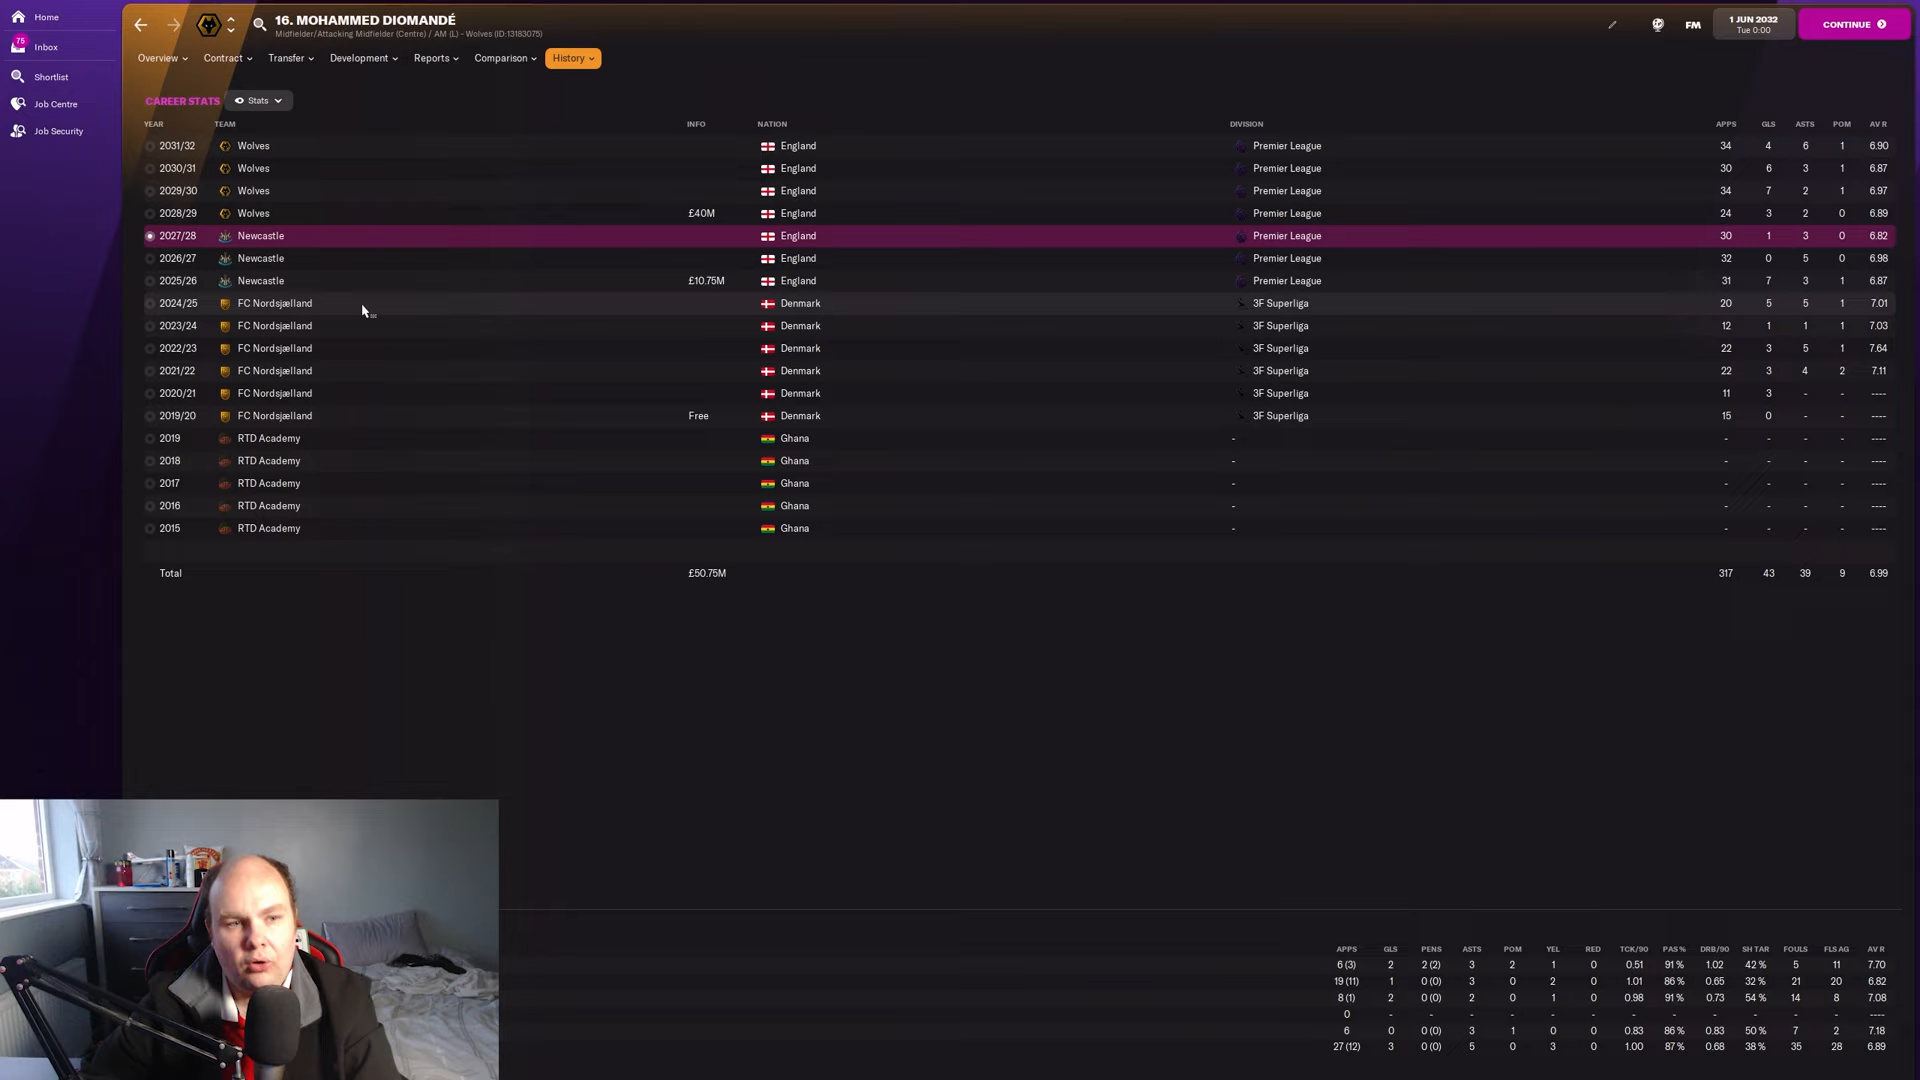 Home
75
Inbox
Shortlist
Job Centre
Job Security
16. MOHAMMED DIOMANDÉ
Midfielder/Attacking Midfielder (Centre) / AM (L) - Wolves (ID:13183075)
FM
1 JUN 2032
Tue 0:00
CONTINUE
Overview Contract Transfer Development Reports Comparison History
CAREER STATS Stats
YEAR TEAM INFO NATION DIVISION APPS GLS ASTS POM AV R
2031/32 Wolves England Premier League 34 4 6 1 6.90
2030/31 Wolves England Premier League 30 6 3 1 6.87
2029/30 Wolves England Premier League 34 7 2 1 6.97
2028/29 Wolves £40M England Premier League 24 3 2 0 6.89
2027/28 Newcastle England Premier League 30 1 3 0 6.82
2026/27 Newcastle England Premier League 32 0 5 0 6.98
2025/26 Newcastle £10.75M England Premier League 31 7 3 1 6.87
2024/25 FC Nordsjælland Denmark 3F Superliga 20 5 5 1 7.01
2023/24 FC Nordsjælland Denmark 3F Superliga 12 1 1 1 7.03
2022/23 FC Nordsjælland Denmark 3F Superliga 22 3 5 1 7.64
2021/22 FC Nordsjælland Denmark 3F Superliga 22 3 4 2 7.11
2020/21 FC Nordsjælland Denmark 3F Superliga 11 3 - - ----
2019/20 FC Nordsjælland Free Denmark 3F Superliga 15 0 - - ----
2019 RTD Academy Ghana - - - - - ----
2018 RTD Academy Ghana - - - - - ----
2017 RTD Academy Ghana - - - - - ----
2016 RTD Academy Ghana - - - - - ----
2015 RTD Academy Ghana - - - - - ----
Total £50.75M 317 43 39 9 6.99
APPS GLS PENS ASTS POM YEL RED TCK/90 PAS % DRB/90 SH TAR FOULS FLS AG AV R
6 (3) 2 2 (2) 3 2 1 0 0.51 91 % 1.02 42 % 5 11 7.70
19 (11) 1 0 (0) 3 0 2 0 1.01 86 % 0.65 32 % 21 20 6.82
8 (1) 2 0 (0) 2 0 1 0 0.98 91 % 0.73 54 % 14 8 7.08
0 - - - - - - - - - - - - ----
6 0 0 (0) 3 1 0 0 0.83 86 % 0.83 50 % 7 2 7.18
27 (12) 3 0 (0) 5 0 3 0 1.00 87 % 0.68 38 % 35 28 6.89